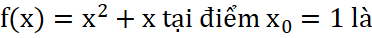 f(x) = x² + x tại điểm x₀ = 1 là